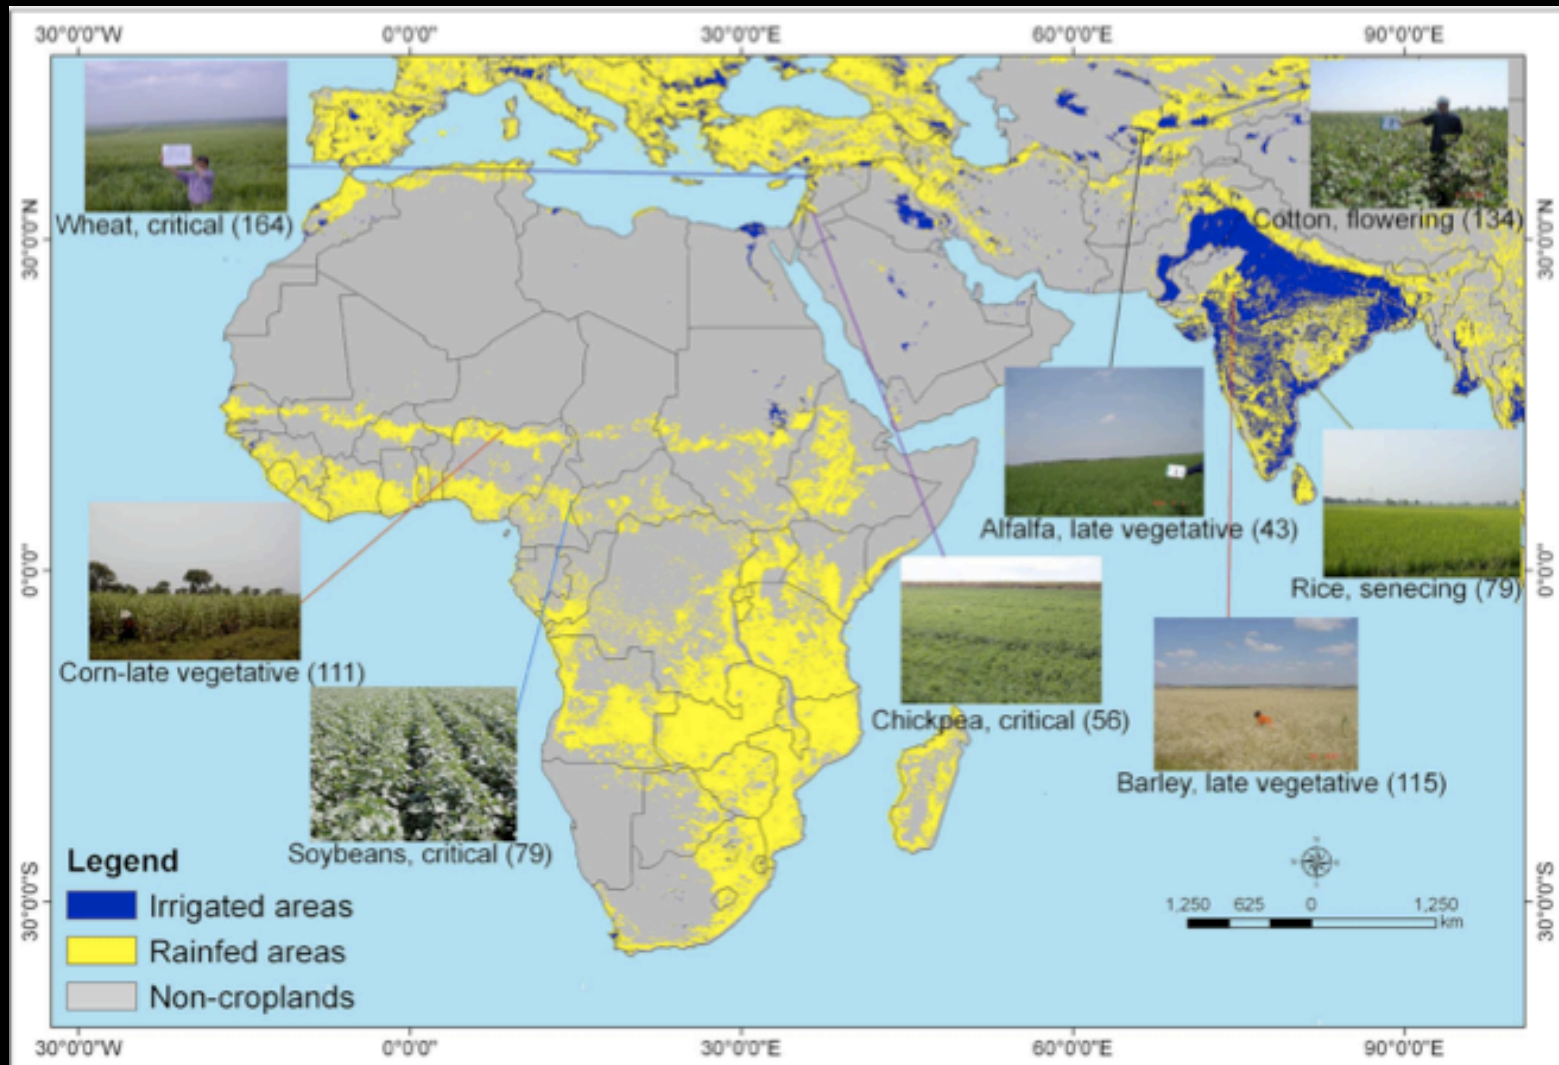 30°0'0"W 0°0'0" 30°0'0"E 60°0'0"E 90°0'0"E
30°0'0"N
30°0'0"N
Wheat, critical (164)
Cotton, flowering (134)
Alfalfa, late vegetative (43)
Rice, senecing (79)
0°0'0"
0°0'0"
Corn-late vegetative (111)
Chickpea, critical (56)
Barley, late vegetative (115)
Soybeans, critical (79)
Legend
Irrigated areas
Rainfed areas
Non-croplands
30°0'0"S
30°0'0"S
1,250 625 0 1,250
km
30°0'0"W 0°0'0" 30°0'0"E 60°0'0"E 90°0'0"E